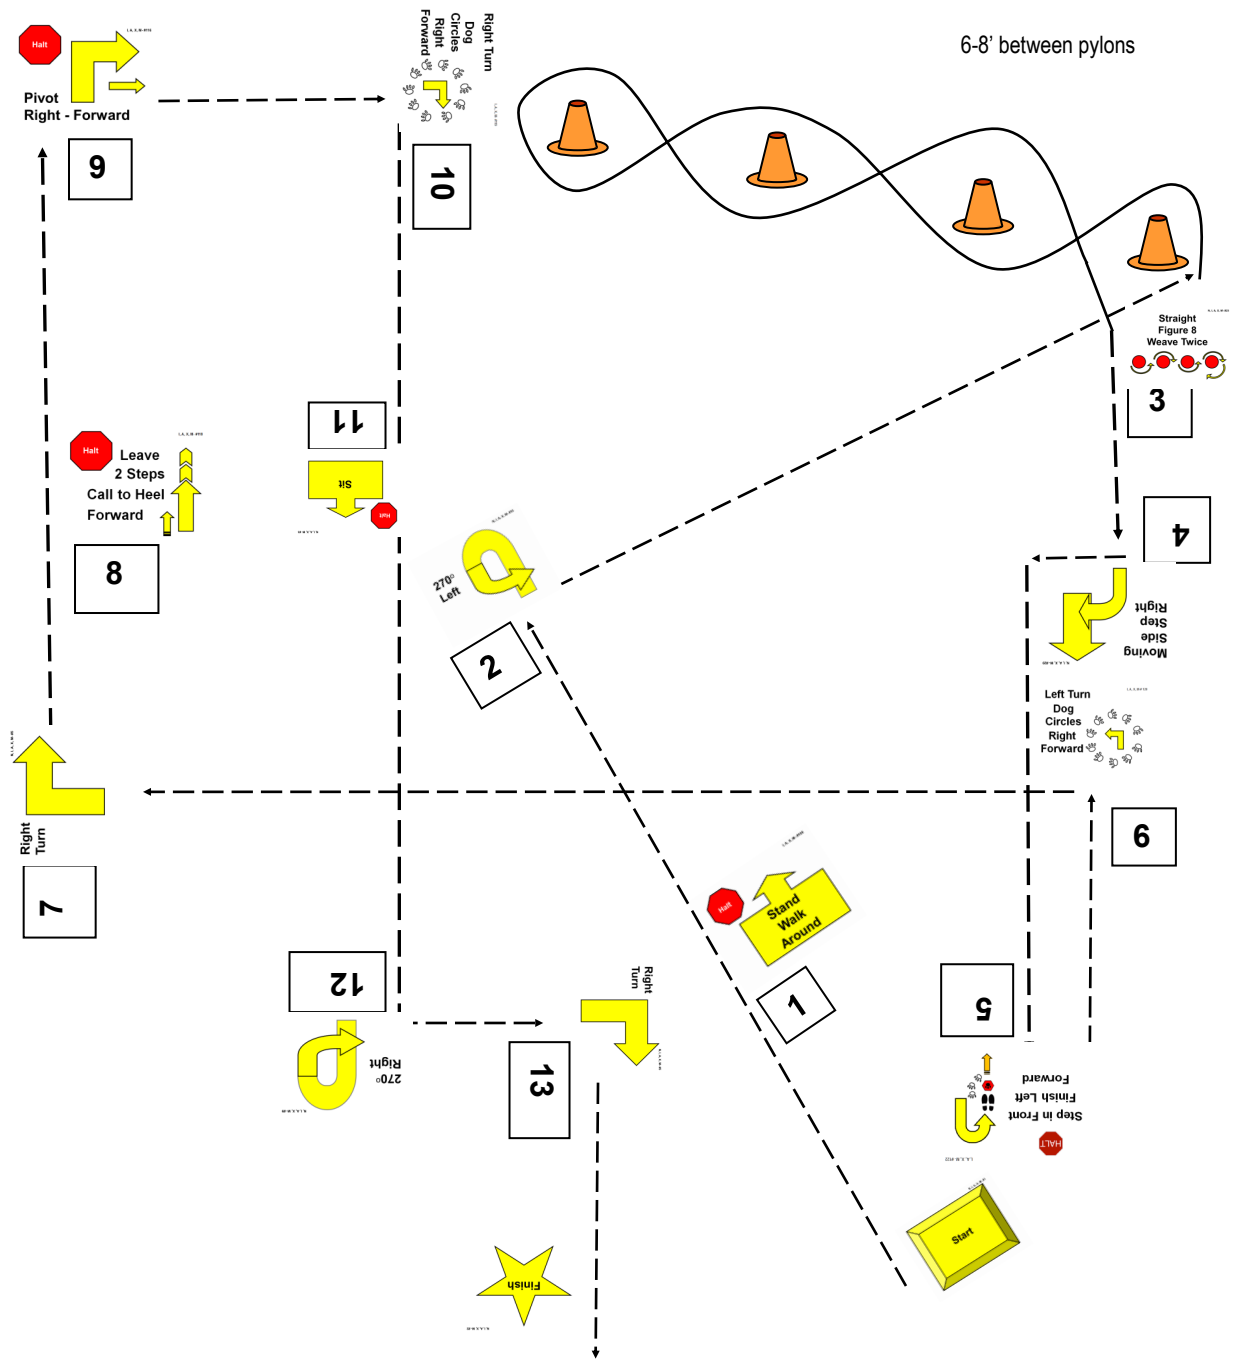 6-8' between pylons
Halt
Pivot
Right - Forward
9
Right Turn
Dog
Circles
Right
Forward
10
Straight
Figure 8
Weave Twice
3
4
Moving
Side
Step
Right
Halt
Leave
2 Steps
Call to Heel
Forward
8
11
Sit
Halt
270°
Left
2
Left Turn
Dog
Circles
Right
Forward
6
Right
Turn
7
Halt
Stand
Walk
Around
1
12
270°
Right
Right
Turn
13
5
HALT
Step in Front
Finish Left
Forward
Start
Finish